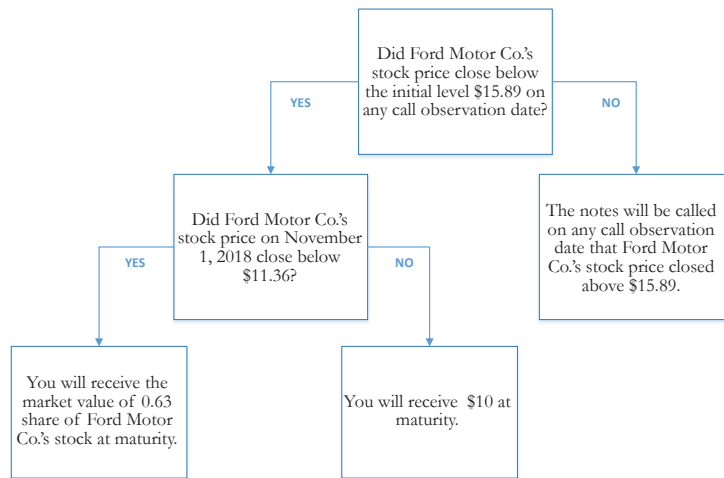 Did Ford Motor Co.'s
stock price close below
the initial level $15.89 on
any call observation date?
YES
NO
Did Ford Motor Co.'s
stock price on November
1, 2018 close below
$11.36?
The notes will be called
on any call observation
date that Ford Motor
Co.'s stock price closed
above $15.89.
YES
NO
You will receive the
market value of 0.63
share of Ford Motor
Co.'s stock at maturity.
You will receive $10 at
maturity.